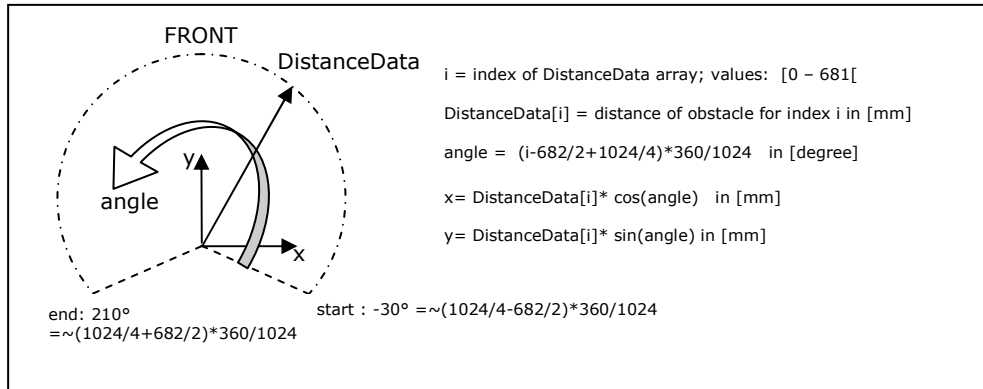 FRONT
DistanceData
y
angle
x
end: 210°
=~(1024/4+682/2)*360/1024
start : -30° =~(1024/4-682/2)*360/1024
i = index of DistanceData array; values: [0 – 681[
DistanceData[i] = distance of obstacle for index i in [mm]
angle = (i-682/2+1024/4)*360/1024 in [degree]
x= DistanceData[i]* cos(angle) in [mm]
y= DistanceData[i]* sin(angle) in [mm]